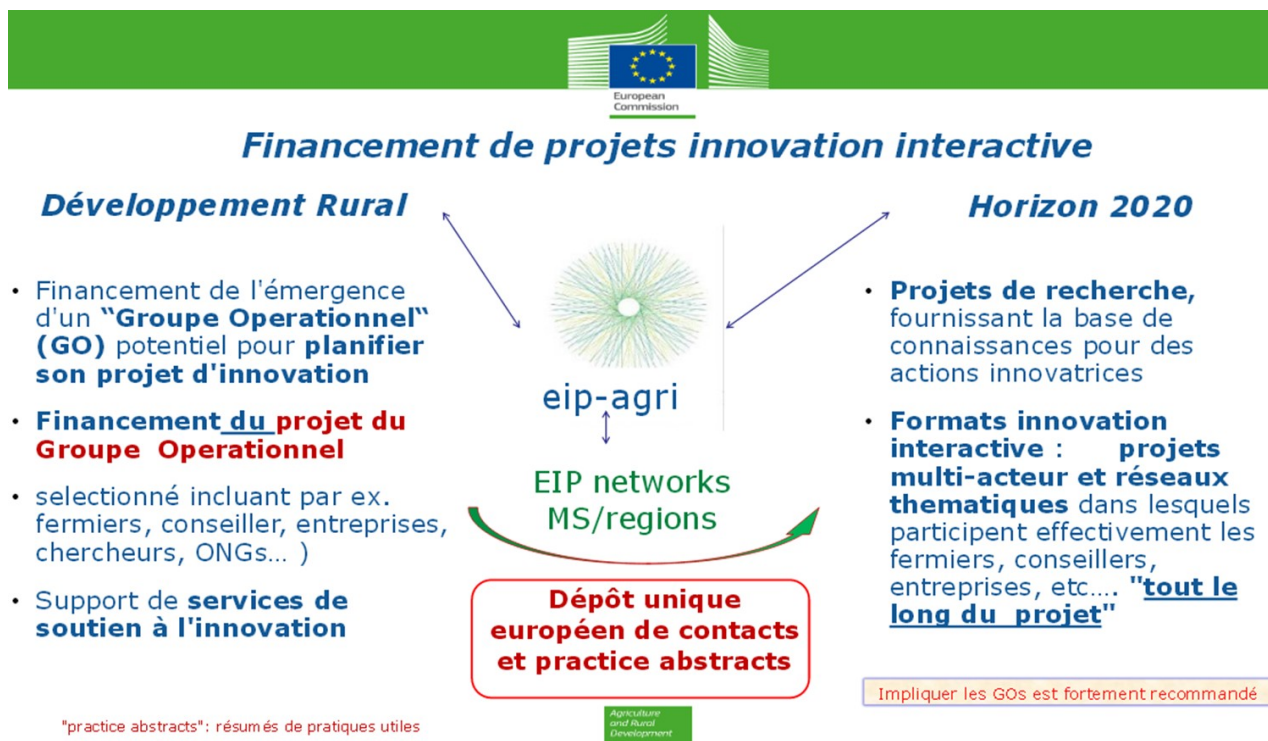 European
Commission
Financement de projets innovation interactive
Développement Rural
• Financement de l'émergence
d'un “Groupe Operationnel“
(GO) potentiel pour planifier
son projet d'innovation
• Financement du projet du
Groupe Operationnel
• selectionné incluant par ex.
fermiers, conseiller, entreprises,
chercheurs, ONGs... )
• Support de services de
soutien à l'innovation
"practice abstracts": résumés de pratiques utiles
eip-agri
EIP networks
MS/regions
Dépôt unique
européen de contacts
et practice abstracts
Agriculture
and Rural
Development
Horizon 2020
• Projets de recherche,
fournissant la base de
connaissances pour des
actions innovatrices
• Formats innovation
interactive : projets
multi-acteur et réseaux
thematiques dans lesquels
participent effectivement les
fermiers, conseillers,
entreprises, etc.... "tout le
long du projet"
Impliquer les GOs est fortement recommandé